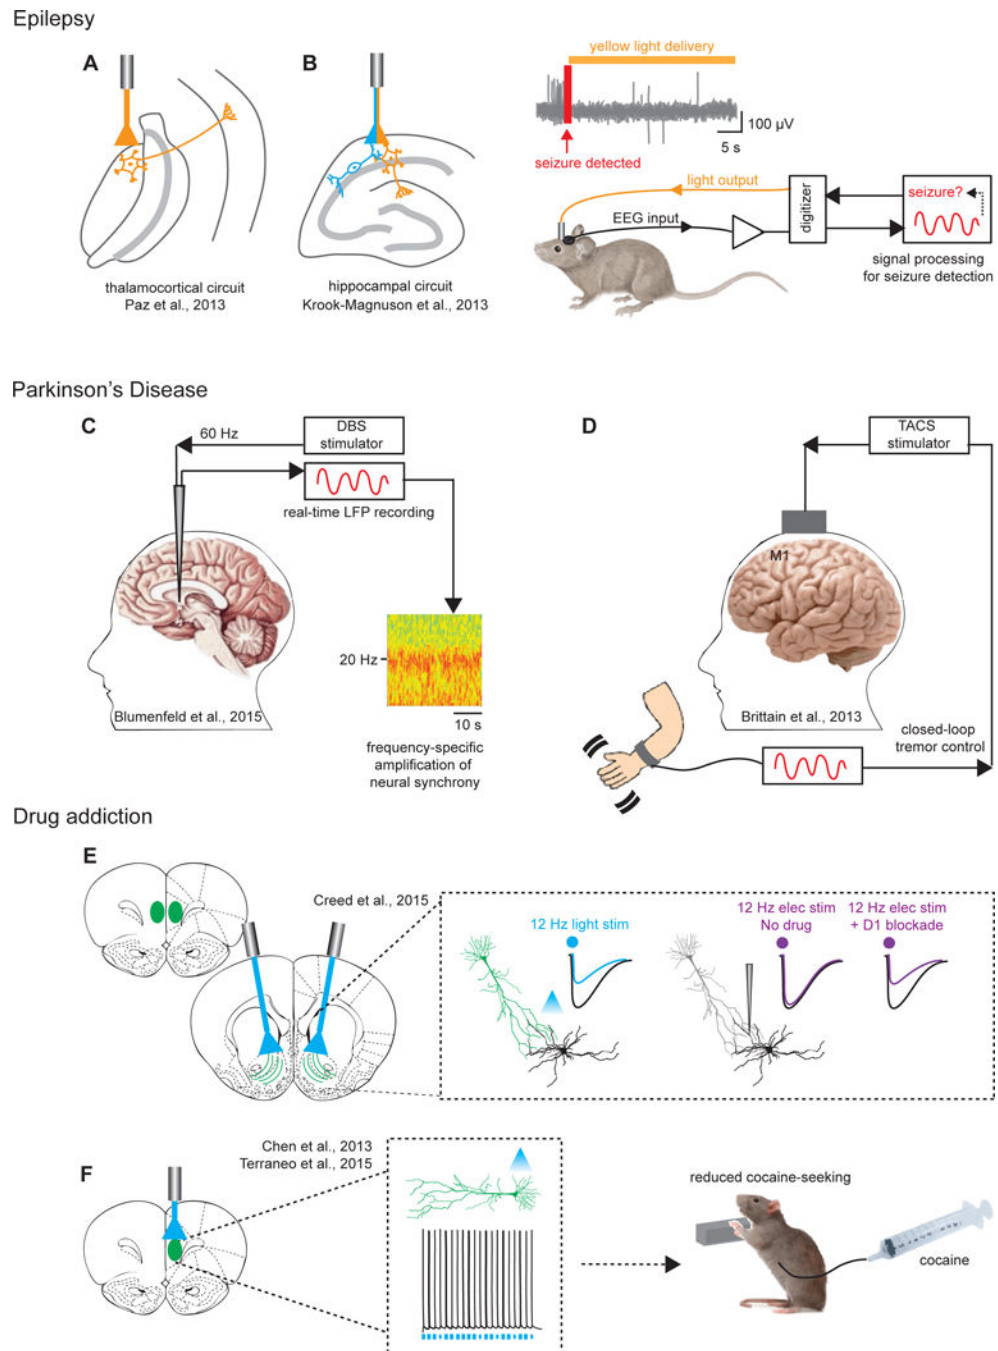 Epilepsy
A
B
yellow light delivery
100 µV
5 s
seizure detected
light output
EEG input
digitizer
seizure?
signal processing
for seizure detection
thalamocortical circuit
Paz et al., 2013
hippocampal circuit
Krook-Magnuson et al., 2013
Parkinson's Disease
C
60 Hz
DBS
stimulator
real-time LFP recording
20 Hz
10 s
frequency-specific
amplification of
neural synchrony
Blumenfeld et al., 2015
D
TACS
stimulator
M1
Brittain et al., 2013
closed-loop
tremor control
Drug addiction
E
Creed et al., 2015
12 Hz light stim
12 Hz elec stim
No drug
12 Hz elec stim
+ D1 blockade
F
Chen et al., 2013
Terraneo et al., 2015
reduced cocaine-seeking
cocaine